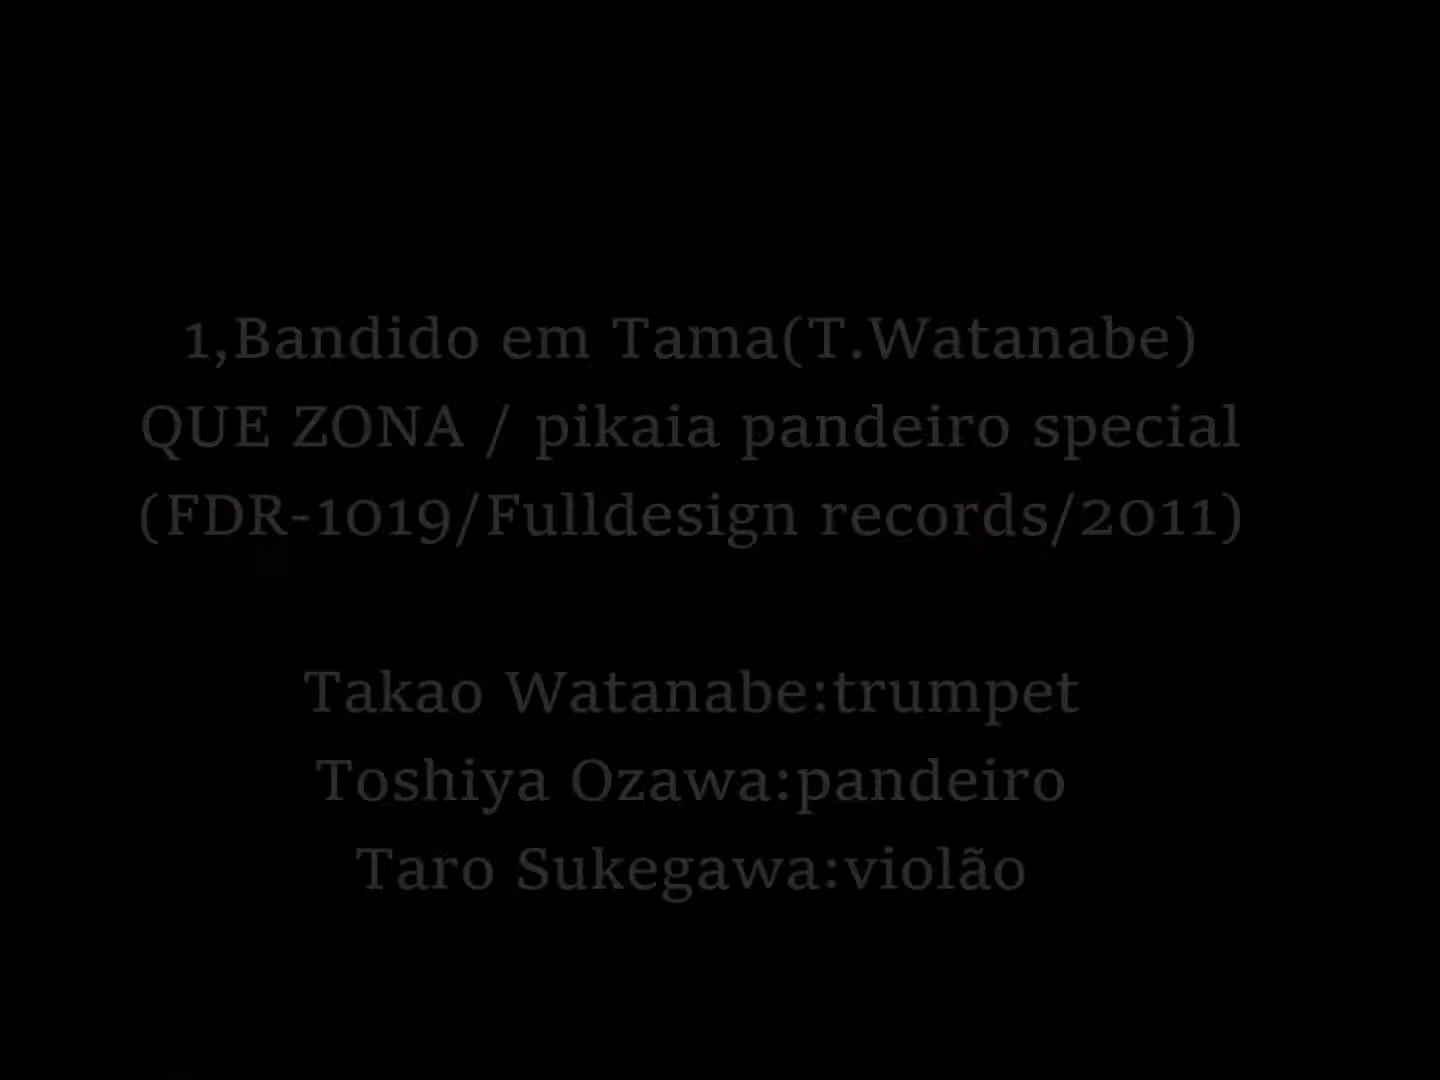 1,Bandido em Tama(T.Watanabe)
QUE ZONA / pikaia pandeiro special
(FDR-1019/Fulldesign records/2011)
Takao Watanabe:trumpet
Toshiya Ozawa:pandeiro
Taro Sukegawa:violão